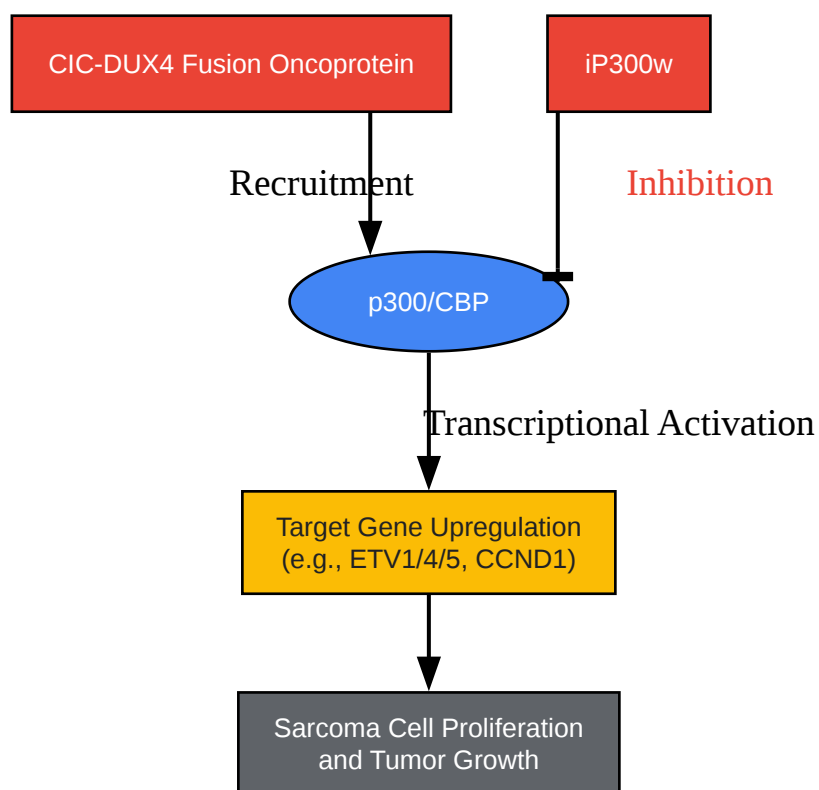 CIC-DUX4 Fusion Oncoprotein
iP300w
Recruitment
Inhibition
p300/CBP
Transcriptional Activation
Target Gene Upregulation
(e.g., ETV1/4/5, CCND1)
Sarcoma Cell Proliferation
and Tumor Growth